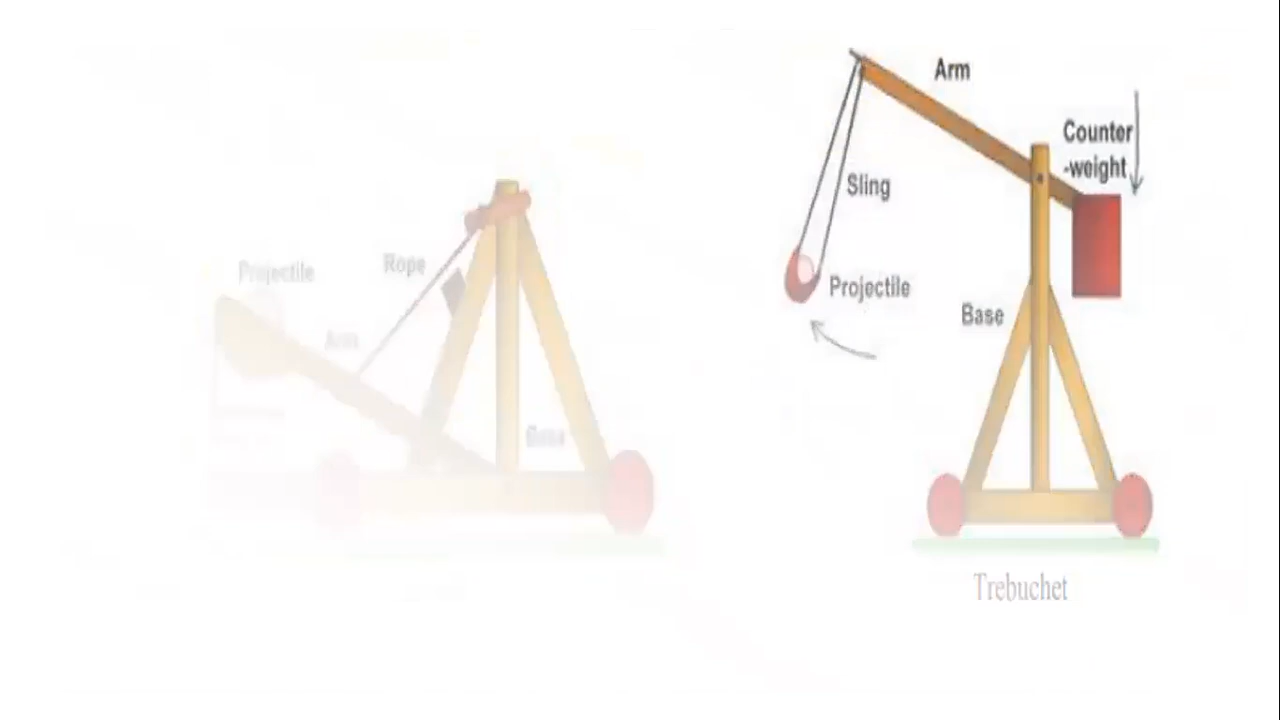 Projectile
Rope
Arm
Base
Arm
Counter
-weight
Sling
Projectile
Base
Trebuchet